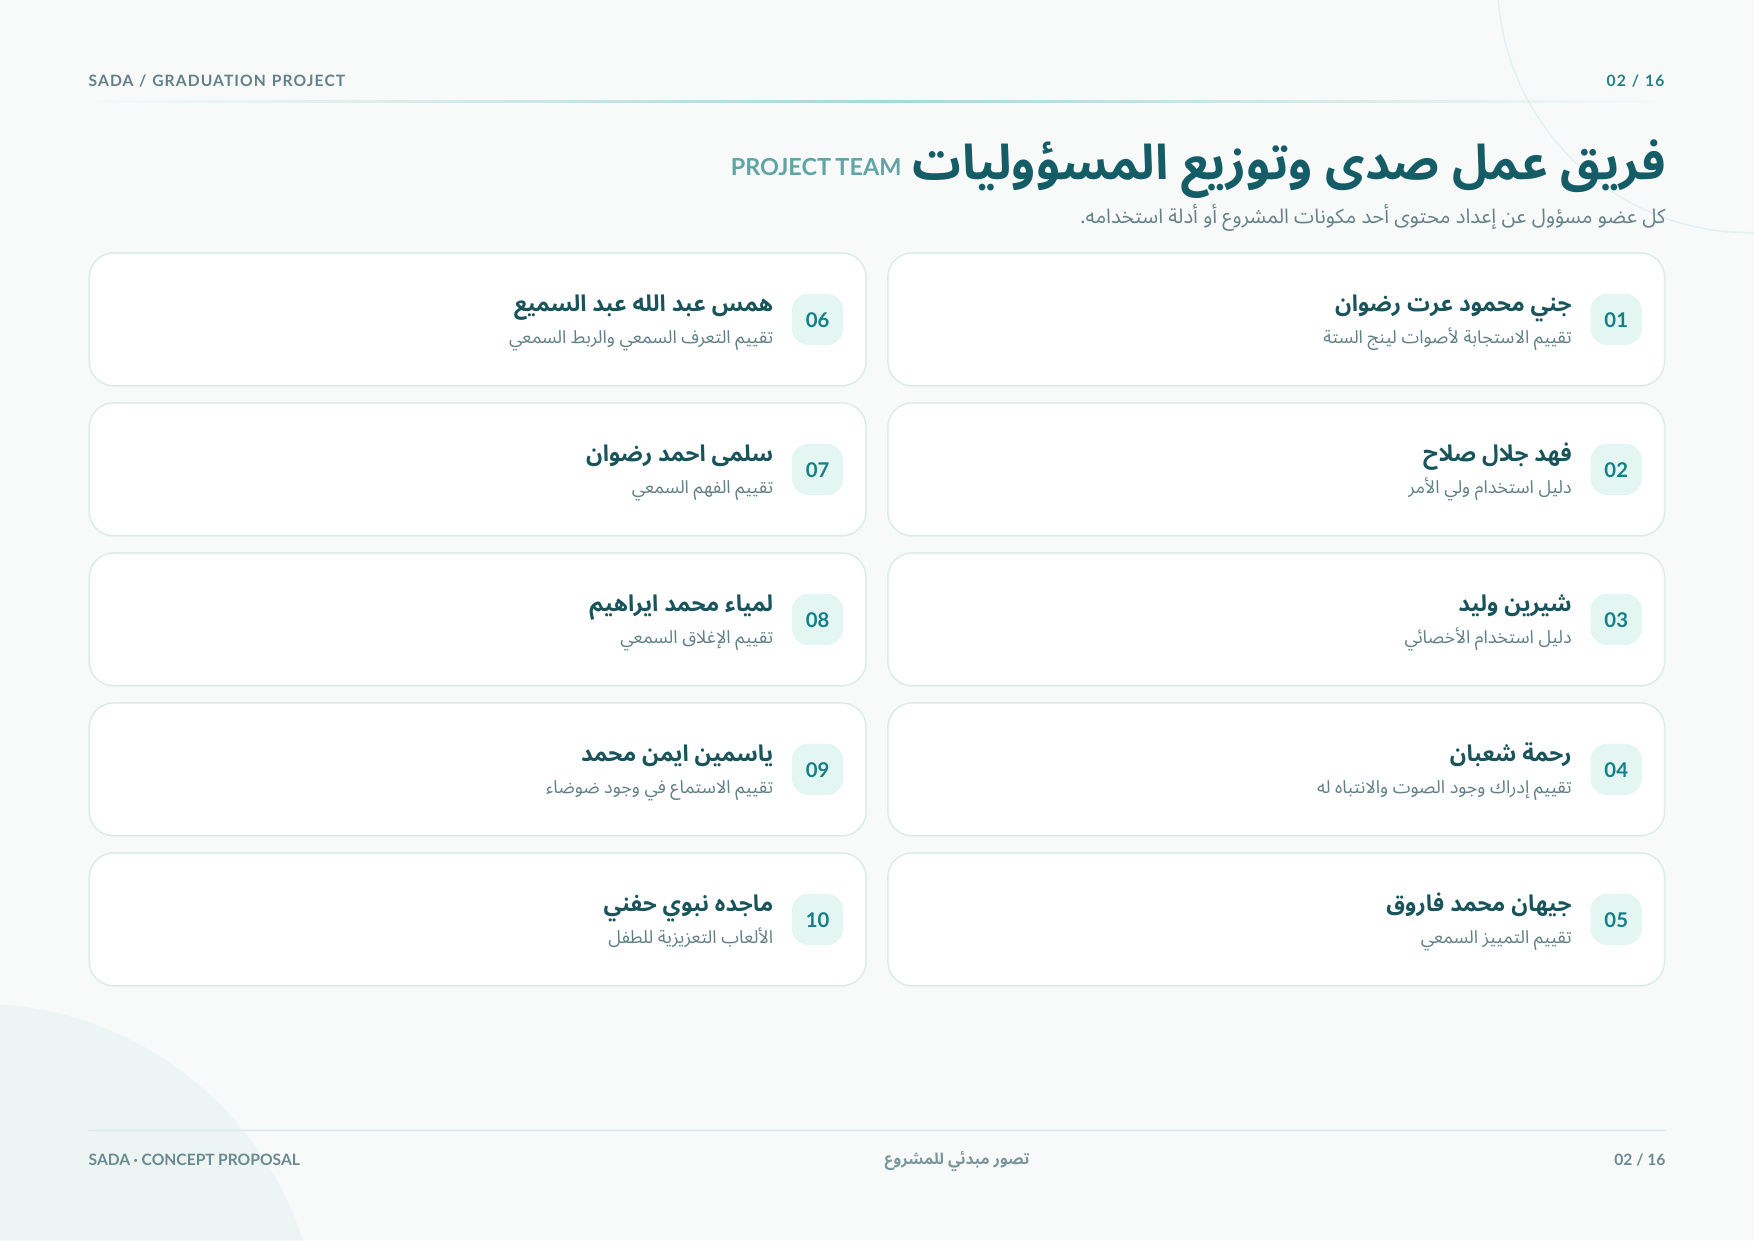 SADA / GRADUATION PROJECT
02 / 16
فريق عمل صدى وتوزيع المسؤوليات PROJECT TEAM
كل عضو مسؤول عن إعداد محتوى أحد مكونات المشروع أو أدلة استخدامه.
01
جني محمود عرت رضوان
تقييم الاستجابة لأصوات لينج الستة
06
همس عبد الله عبد السميع
تقييم التعرف السمعي والربط السمعي
02
فهد جلال صلاح
دليل استخدام ولي الأمر
07
سلمى احمد رضوان
تقييم الفهم السمعي
03
شيرين وليد
دليل استخدام الأخصائي
08
لمياء محمد ايراهيم
تقييم الإغلاق السمعي
04
رحمة شعبان
تقييم إدراك وجود الصوت والانتباه له
09
ياسمين ايمن محمد
تقييم الاستماع في وجود ضوضاء
05
جيهان محمد فاروق
تقييم التمييز السمعي
10
ماجده نبوي حفني
الألعاب التعزيزية للطفل
SADA · CONCEPT PROPOSAL
تصور مبدئي للمشروع
02 / 16